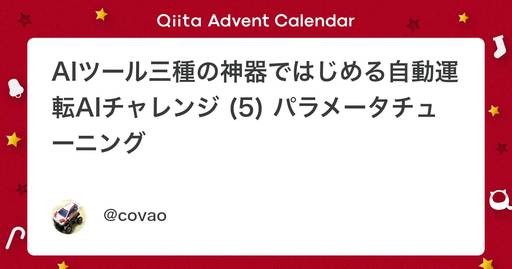 Qiita Advent Calendar
AIツール三種の神器ではじめる自動運
転AIチャレンジ (5) パラメータチュ
ーニング
@covao